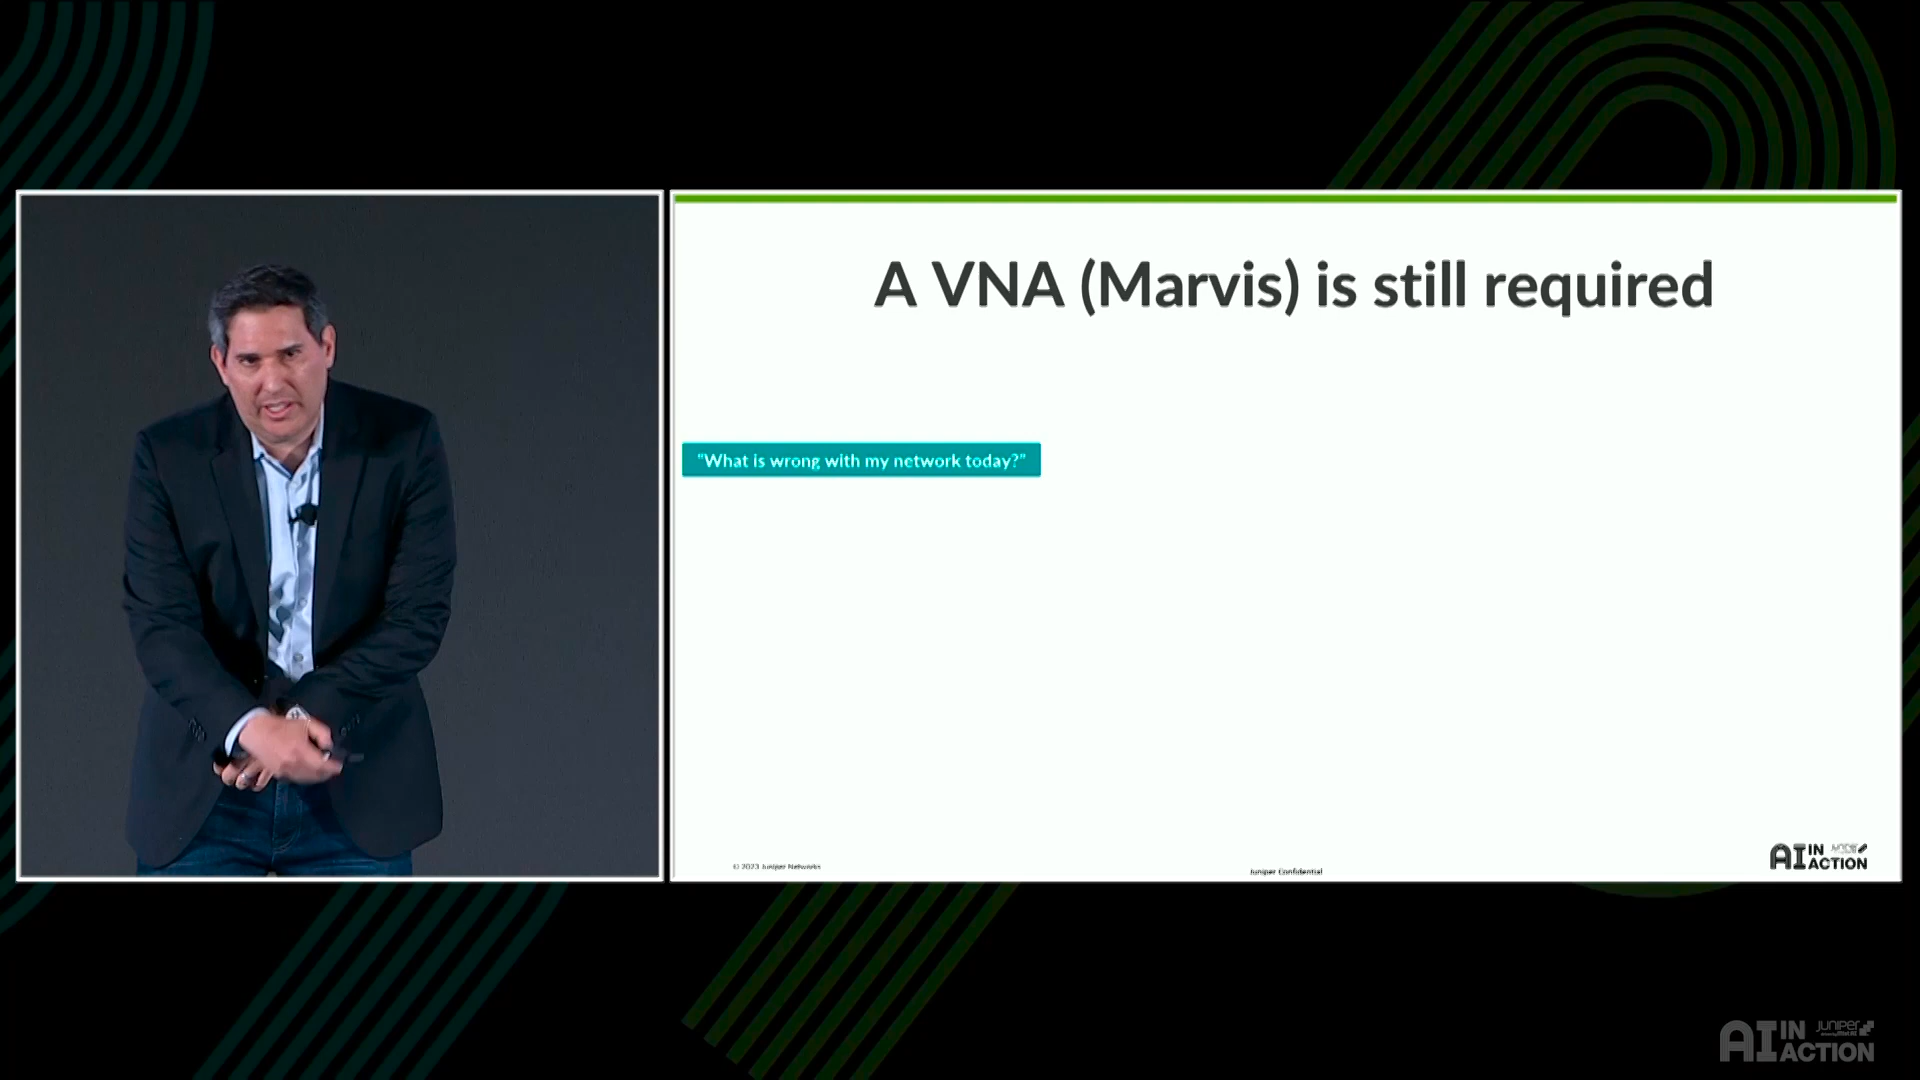 A VNA (Marvis) is still required
"What is wrong with my network today?"
© 2023 Juniper Networks
Juniper Confidential
AI IN ACTION
AI IN ACTION
JUNIPER